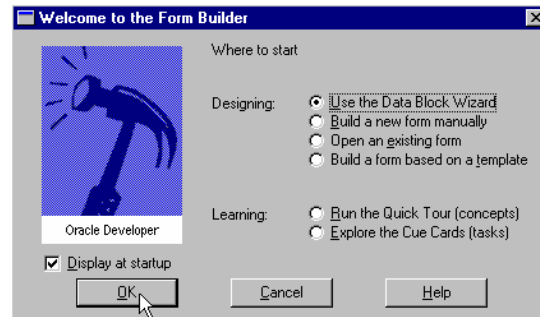 Welcome to the Form Builder
Where to start
Designing:
Use the Data Block Wizard
Build a new form manually
Open an existing form
Build a form based on a template
Learning:
Run the Quick Tour (concepts)
Explore the Cue Cards (tasks)
Oracle Developer
Display at startup
OK Cancel Help